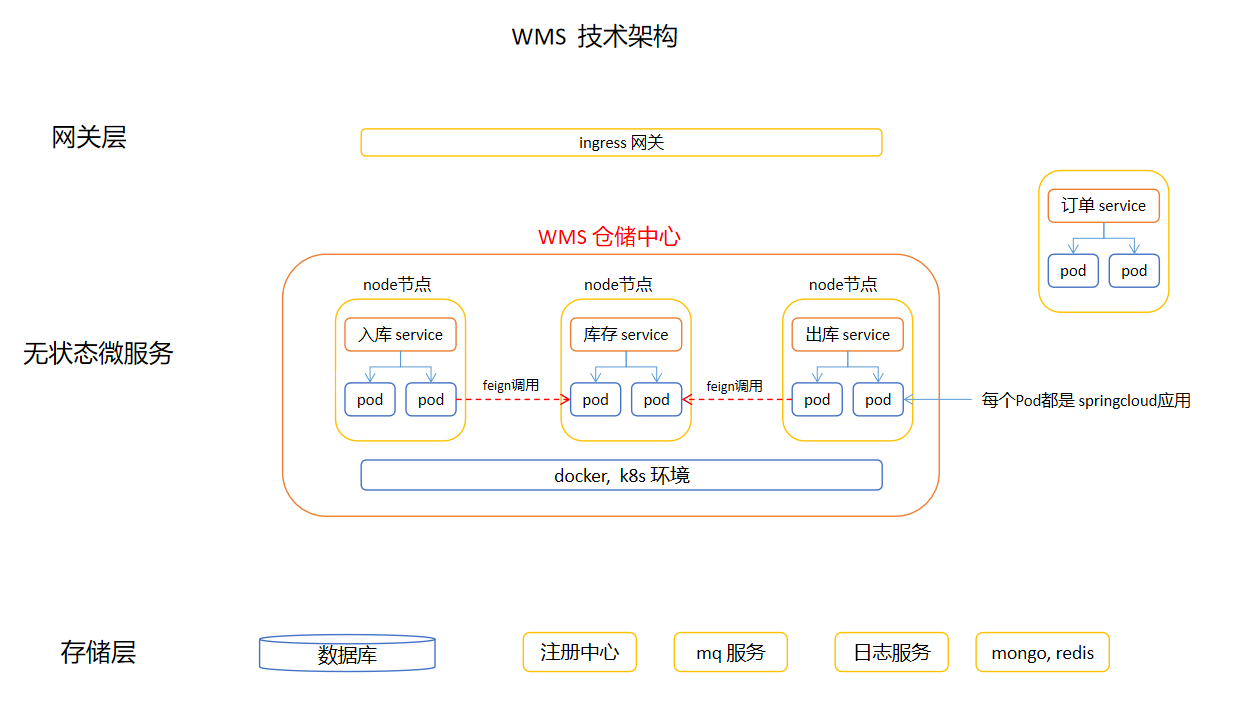 WMS 技术架构
网关层
ingress 网关
订单 service
pod
pod
WMS 仓储中心
node节点
node节点
node节点
无状态微服务
入库 service
库存 service
出库 service
pod
pod
feign调用
pod
pod
feign调用
pod
pod
每个Pod都是 springcloud应用
docker, k8s 环境
存储层
数据库
注册中心
mq 服务
日志服务
mongo, redis